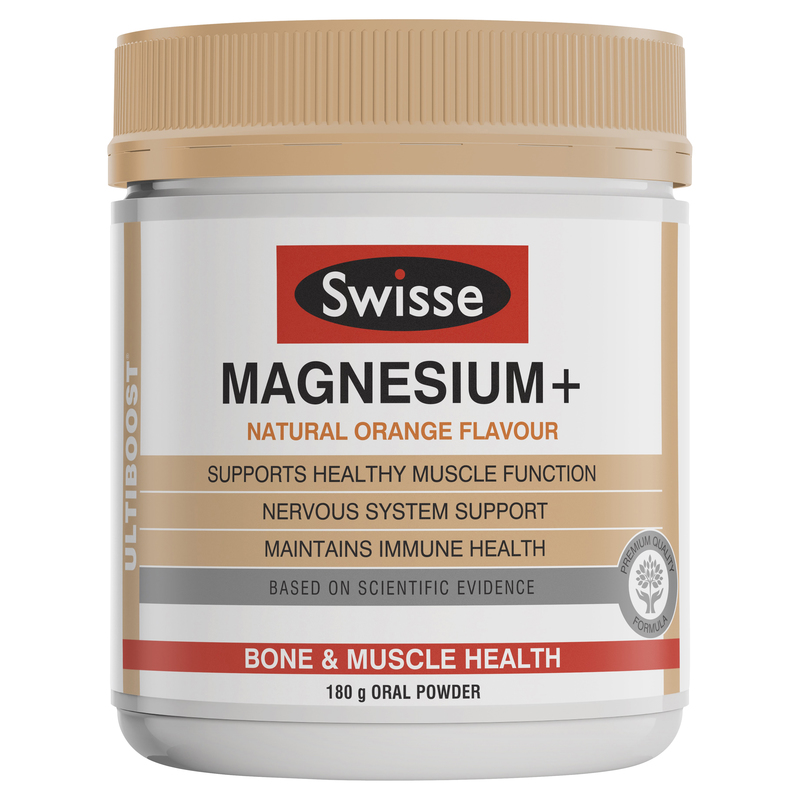 Swisse
MAGNESIUM+
NATURAL ORANGE FLAVOUR
ULTIBOOST®
SUPPORTS HEALTHY MUSCLE FUNCTION
NERVOUS SYSTEM SUPPORT
MAINTAINS IMMUNE HEALTH
BASED ON SCIENTIFIC EVIDENCE
PREMIUM QUALITY
FORMULA
BONE & MUSCLE HEALTH
180 g ORAL POWDER